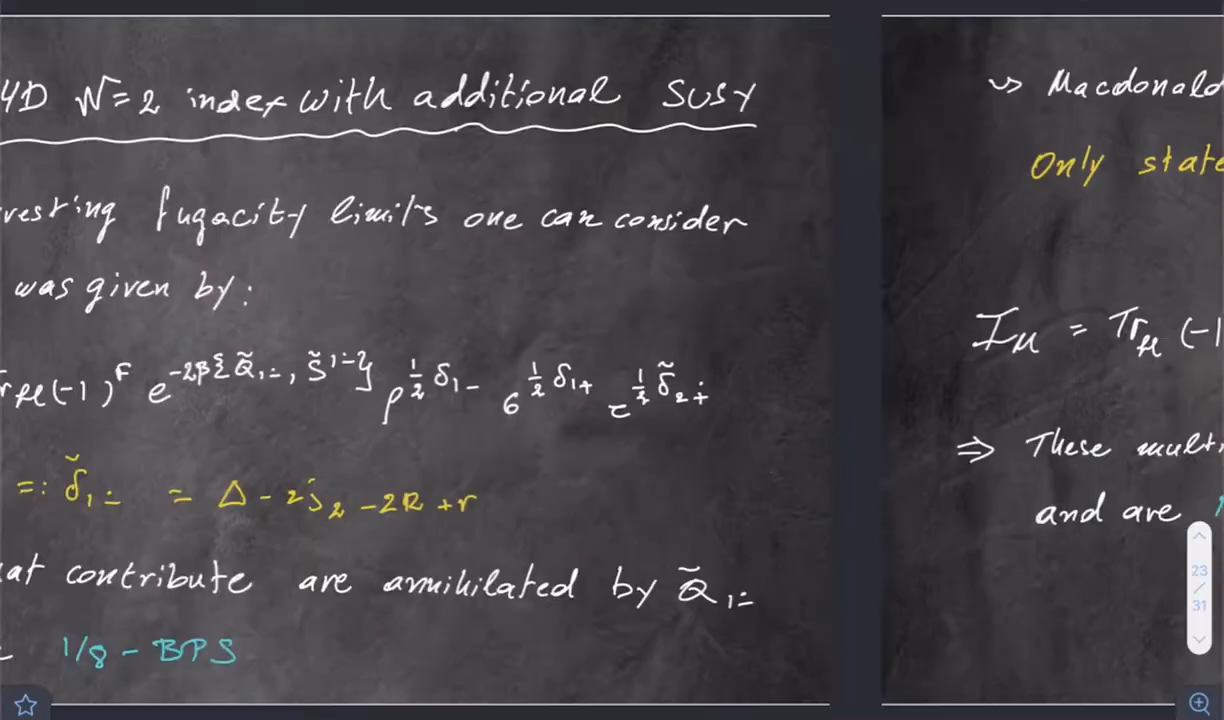 4D N=2 index with additional SUSY
resting fugacity limits one can consider
was given by:
Tr_H (-1)^F e^{-2β{Q̃_{1∸}, S̃^{1∸}}} ρ^{½δ_{1-}} σ^{½δ_{1+}} τ^{½δ̃_{2∔}}
=: δ̃_{1∸} = Δ - 2j_2 - 2R + r
at contribute are annihilated by Q̃_{1∸}
1/8 - BPS
↝ Macdonald
Only state
I_M = Tr_H (-1
⇒ These mult
and are
23
/
31